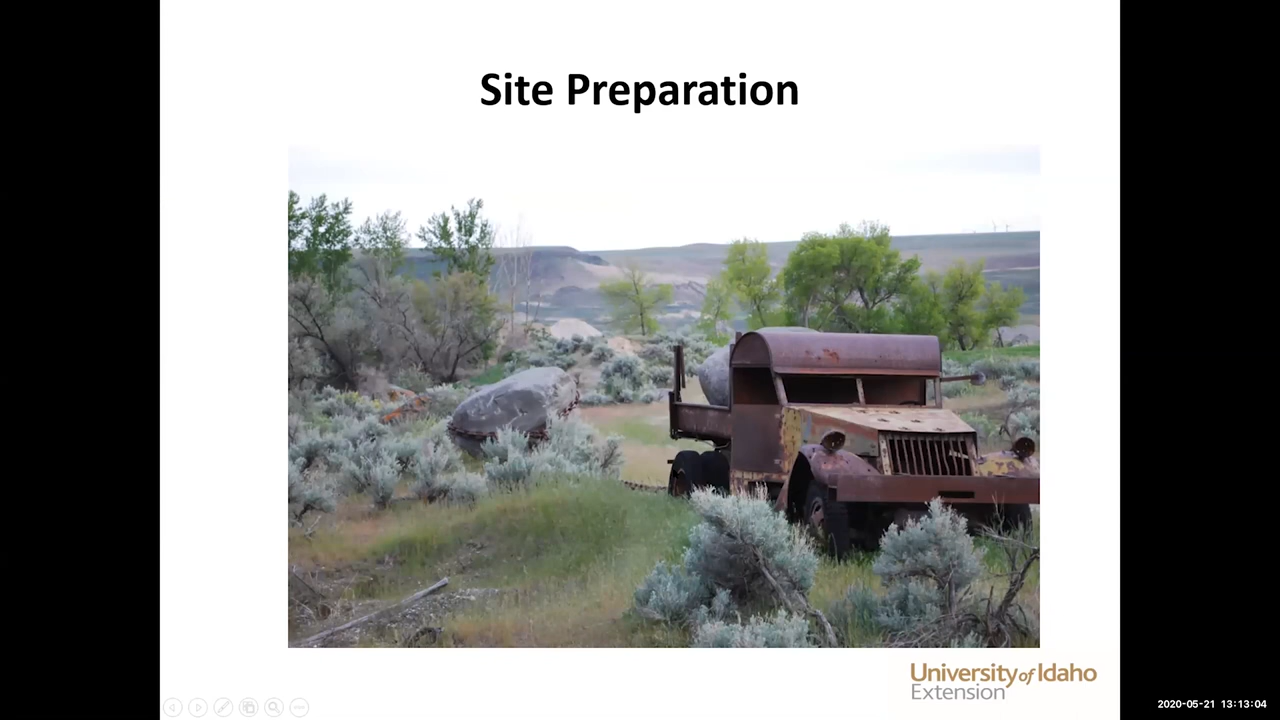 Site Preparation
University of Idaho
Extension
2020-05-21 13:13:04